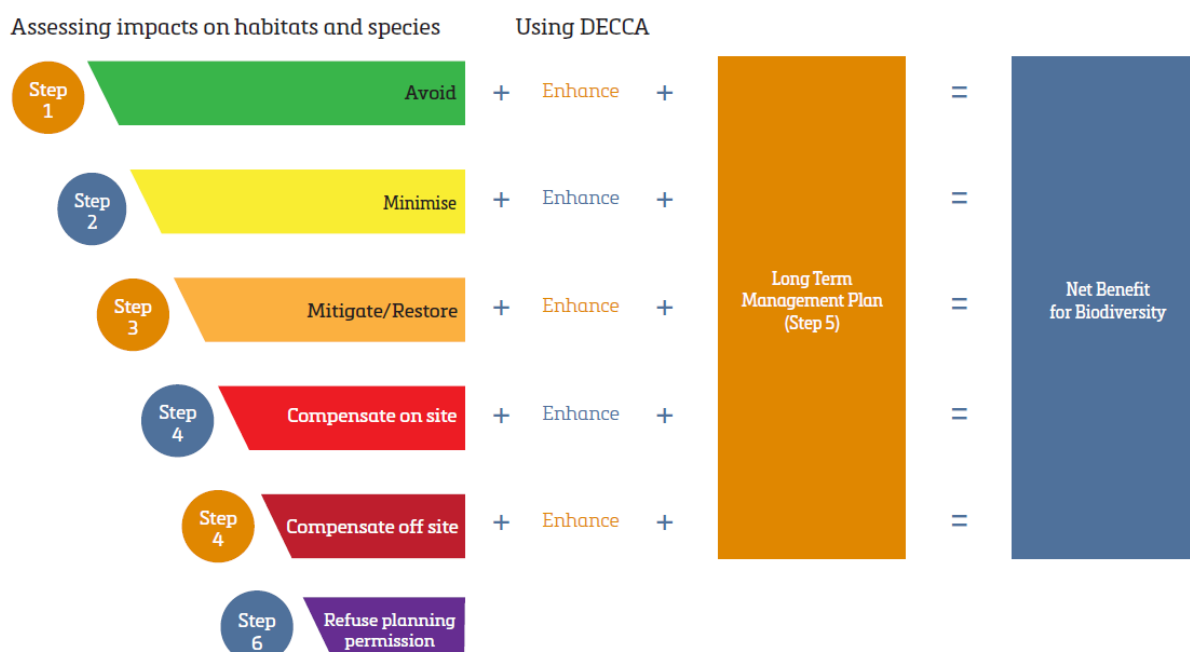 Assessing impacts on habitats and species
Using DECCA
Step
1
Avoid
+ Enhance +
=
Step
2
Minimise
+ Enhance +
=
Step
3
Mitigate/Restore
+ Enhance +
Long Term
Management Plan
(Step 5)
=
Net Benefit
for Biodiversity
Step
4
Compensate on site
+ Enhance +
=
Step
4
Compensate off site
+ Enhance +
=
Step
6
Refuse planning
permission